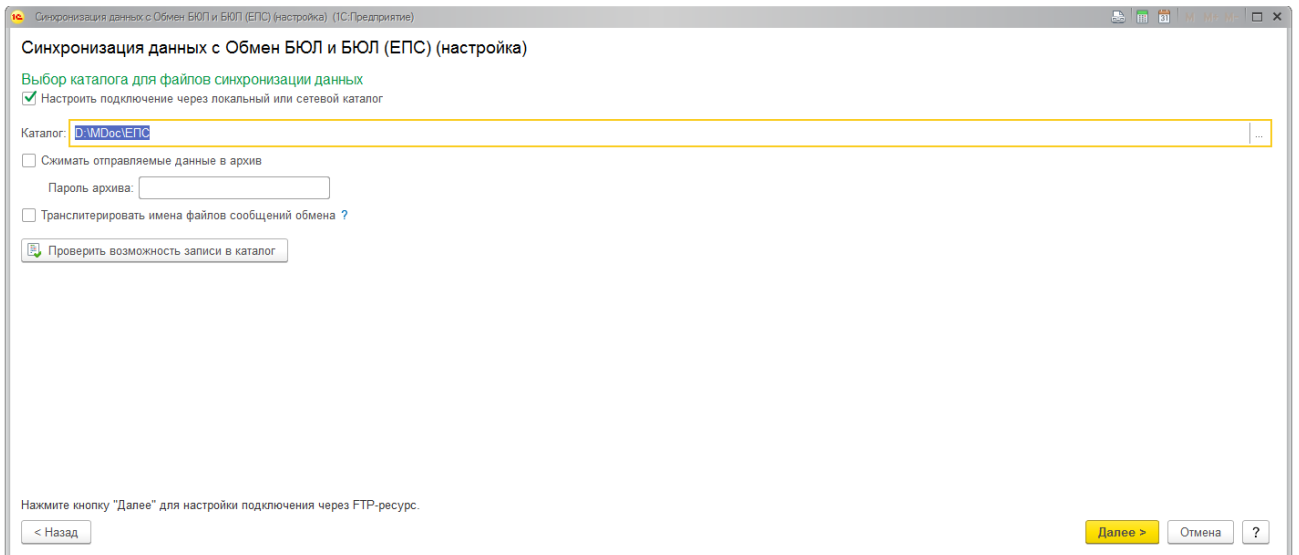 Синхронизация данных с Обмен БЮЛ и БЮЛ (ЕПС) (настройка) (1С:Предприятие)
M M+ M-
Синхронизация данных с Обмен БЮЛ и БЮЛ (ЕПС) (настройка)
Выбор каталога для файлов синхронизации данных
Настроить подключение через локальный или сетевой каталог
Каталог: D:\MDoc\ЕПС ...
Сжимать отправляемые данные в архив
Пароль архива:
Транслитерировать имена файлов сообщений обмена ?
Проверить возможность записи в каталог
Нажмите кнопку "Далее" для настройки подключения через FTP-ресурс.
< Назад Далее > Отмена ?